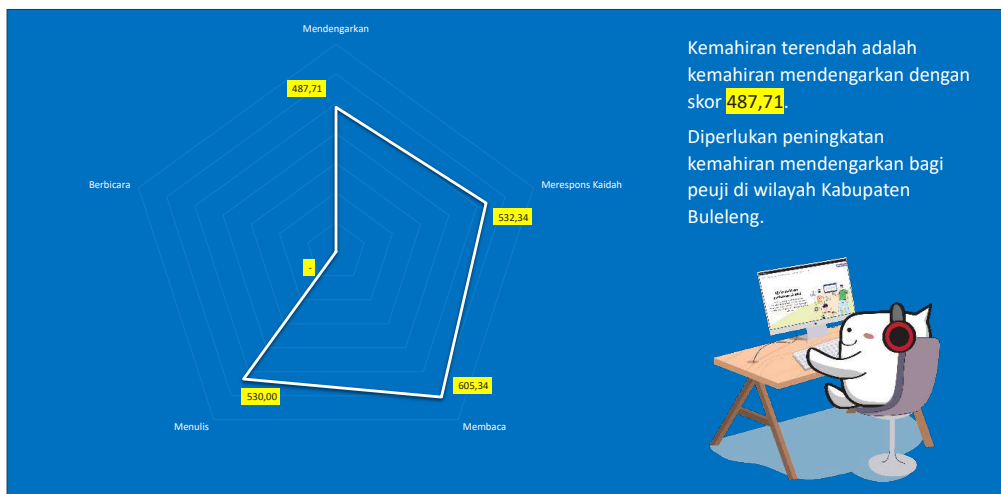 Mendengarkan
487,71
Berbicara
Merespons Kaidah
532,34
-
605,34
530,00
Menulis
Membaca
Kemahiran terendah adalah
kemahiran mendengarkan dengan
skor 487,71.
Diperlukan peningkatan
kemahiran mendengarkan bagi
peuji di wilayah Kabupaten
Buleleng.